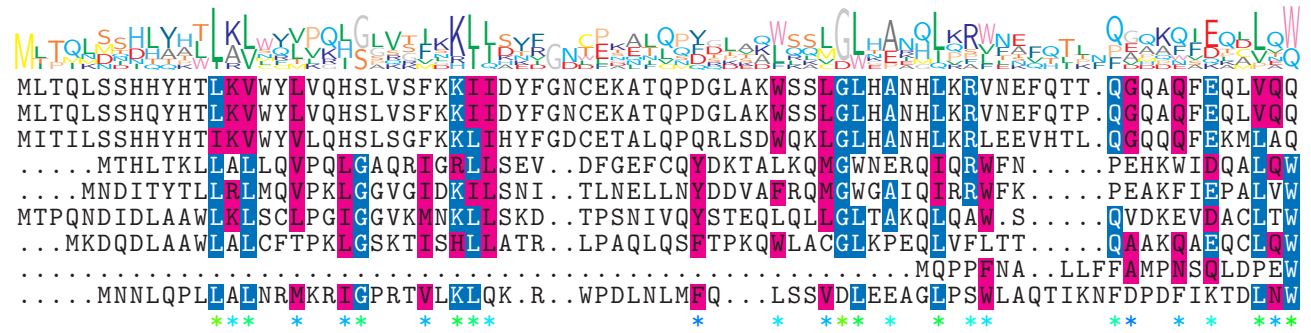 MLTQLSSHHYHTLKVWYLVQHSLVSFKKIIDYFGNCEKATQPDGLAKWSSLGLHANHLKRVNEFQTT.QGQAQFEQLVQQ
MLTQLSSHQYHTLKVWYLVQHSLVSFKKIIDYFGNCEKATQPDGLAKWSSLGLHANHLKRVNEFQTP.QGQAQFEQLVQQ
MITILSSHHYHTIKVWYVLQHSLSGFKKLIHYFGDCETALQPQRLSDWQKLGLHANHLKRLEEVHTL.QGQQQFEKMLAQ
.....MTHLTKLLALLQVPQLGAQRIGRLLSEV..DFGEFCQYDKTALKQMGWNERQIQRWFN.....PEHKWIDQALQW
....MNDITYTLLRLMQVPKLGGVGIDKILSNI..TLNELLNYDDVAFRQMGWGAIQIRRWFK.....PEAKFIEPALVW
MTPQNDIDLAAWLKLSCLPGIGGVKMNKLLSKD..TPSNIVQYSTEQLQLLGLTAKQLQAW.S.....QVDKEVDACLTW
...MKDQDLAAWLALCFTPKLGSKTISHLLATR..LPAQLQSFTPKQWLACGLKPEQLVFLTT.....QAAKQAEQCLQW
.........................................................MQPPFNA..LLFFAMPNSQLDPEW
.....MNNLQPLLALNRMKRIGPRTVLKLQK.R..WPDLNLMFQ...LSSVDLEEAGLPSWLAQTIKNFDPDFIKTDLNW